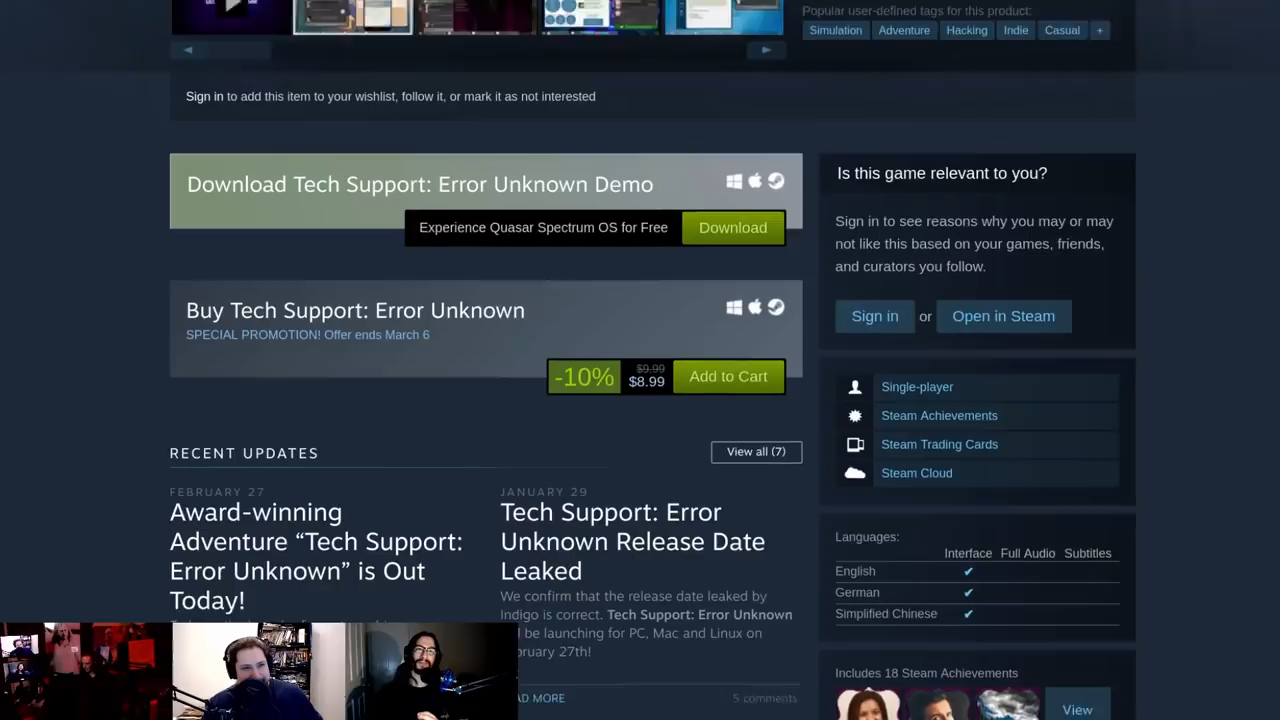 Popular user-defined tags for this product:
Simulation Adventure Hacking Indie Casual +
Sign in to add this item to your wishlist, follow it, or mark it as not interested
Download Tech Support: Error Unknown Demo
Experience Quasar Spectrum OS for Free Download
Buy Tech Support: Error Unknown
SPECIAL PROMOTION! Offer ends March 6
-10% $9.99 $8.99 Add to Cart
RECENT UPDATES View all (7)
FEBRUARY 27
Award-winning
Adventure “Tech Support:
Error Unknown” is Out
Today!
JANUARY 29
Tech Support: Error
Unknown Release Date
Leaked
We confirm that the release date leaked by
Indigo is correct. Tech Support: Error Unknown
be launching for PC, Mac and Linux on
27th!
5 comments
Is this game relevant to you?
Sign in to see reasons why you may or may
not like this based on your games, friends,
and curators you follow.
Sign in or Open in Steam
Single-player
Steam Achievements
Steam Trading Cards
Steam Cloud
Languages:
Interface Full Audio Subtitles
English ✔
German ✔
Simplified Chinese ✔
Includes 18 Steam Achievements
View